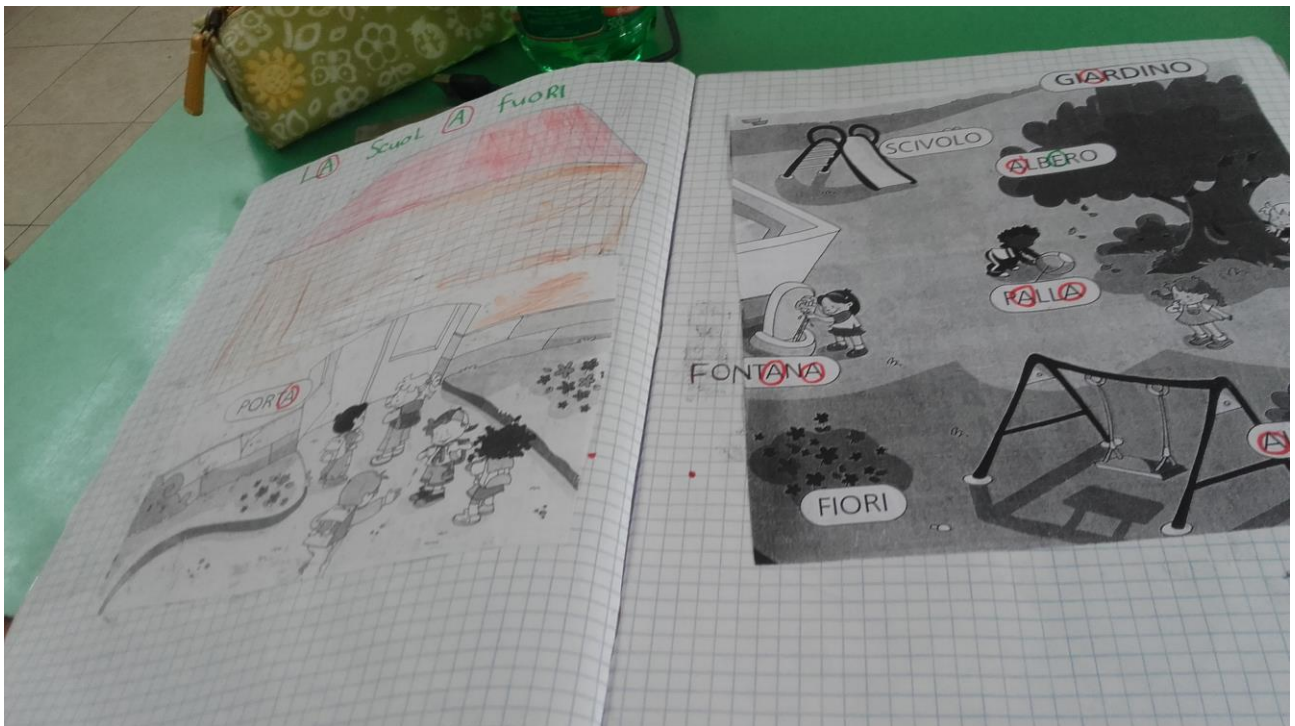 LA SCUOLA FUORI
PORTA
GIARDINO
SCIVOLO
ALBERO
PALLA
FONTANA
FIORI